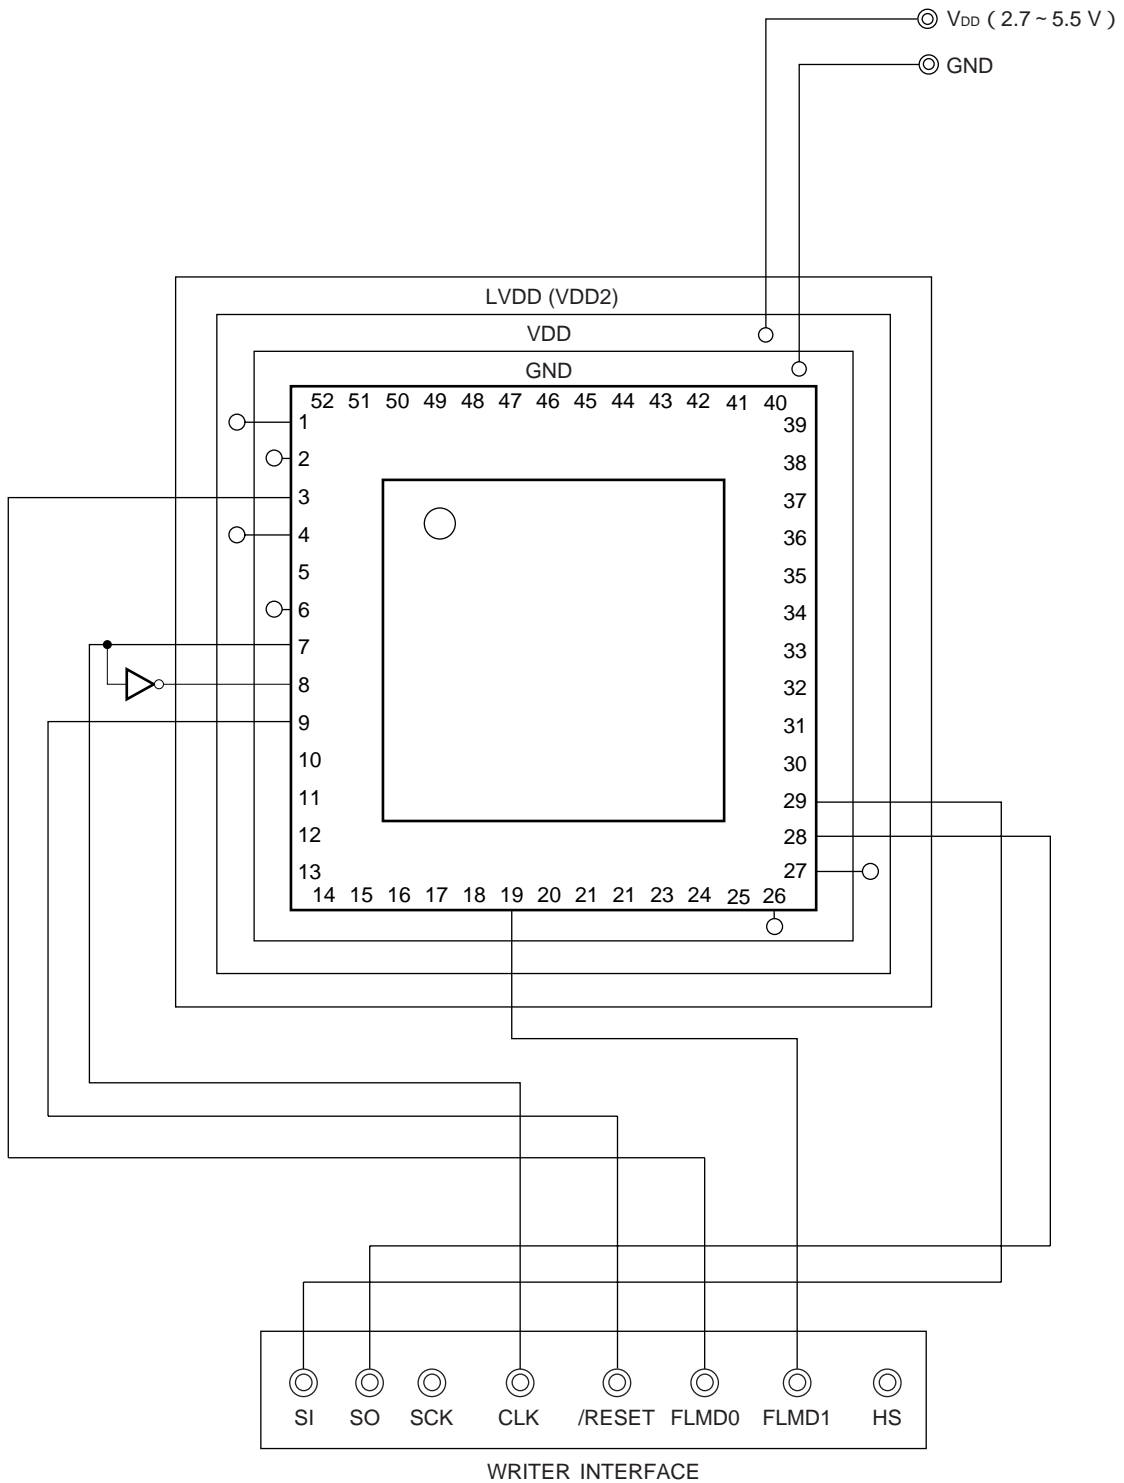 VDD ( 2.7 ~ 5.5 V )
GND
LVDD (VDD2)
VDD
GND
52 51 50 49 48 47 46 45 44 43 42 41 40
1 39
2 38
3 37
4 36
5 35
6 34
7 33
8 32
9 31
10 30
11 29
12 28
13 27
14 15 16 17 18 19 20 21 21 23 24 25 26
SI SO SCK CLK /RESET FLMD0 FLMD1 HS
WRITER INTERFACE